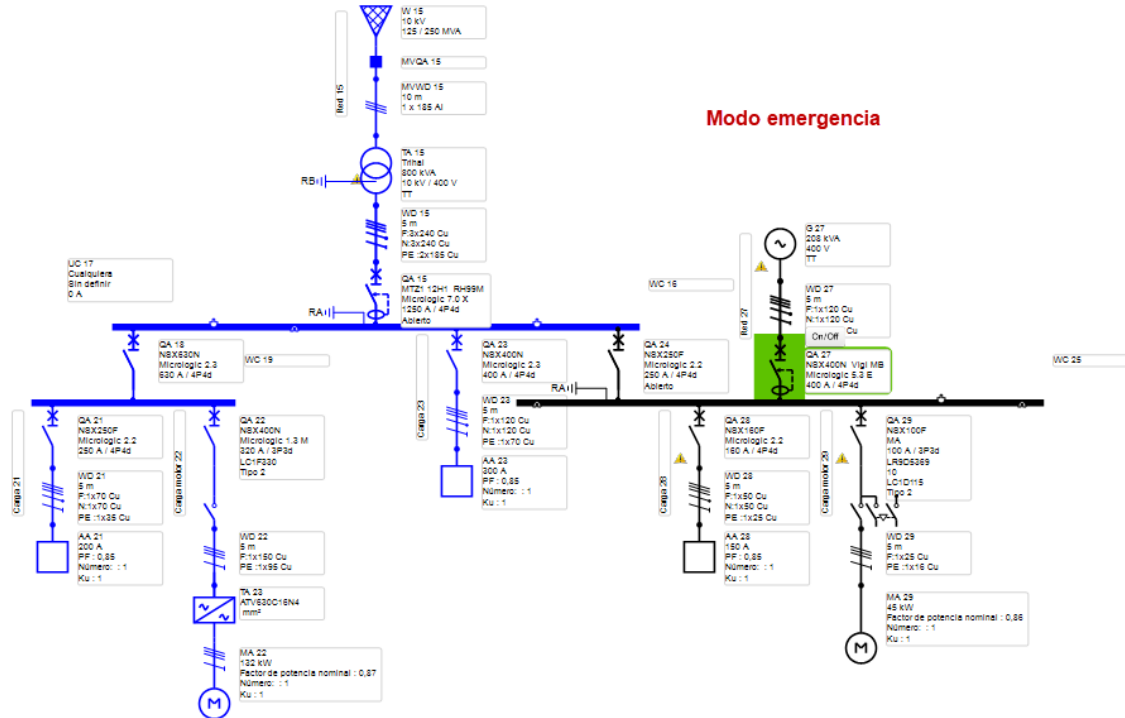 W 15
10 kV
125 / 250 MVA
Red 15
MVQA 15
MVWD 15
10 m
1 x 185 Al
Modo emergencia
TA 15
Trihal
800 kVA
10 kV / 400 V
TT
RB
WD 15
5 m
F:3x240 Cu
N:3x240 Cu
PE :2x185 Cu
G 27
208 kVA
400 V
TT
Red 27
UC 17
Cualquiera
Sin definir
0 A
QA 15
MTZ1 12H1 RH99M
Micrologic 7.0 X
1250 A / 4P4d
Abierto
RA
WC 16
WD 27
5 m
F:1x120 Cu
N:1x120 Cu
Cu
On/Off
QA 18
NSX630N
Micrologic 2.3
630 A / 4P4d
WC 19
QA 23
NSX400N
Micrologic 2.3
400 A / 4P4d
QA 24
NSX250F
Micrologic 2.2
250 A / 4P4d
Abierto
QA 27
NSX400N Vigi MB
Micrologic 5.3 E
400 A / 4P4d
WC 25
RA
Carga 23
WD 23
5 m
F:1x120 Cu
N:1x120 Cu
PE :1x70 Cu
AA 23
300 A
PF : 0,85
Número: : 1
Ku : 1
Carga 21
QA 21
NSX250F
Micrologic 2.2
250 A / 4P4d
WD 21
5 m
F:1x70 Cu
N:1x70 Cu
PE :1x35 Cu
AA 21
200 A
PF : 0,85
Número: : 1
Ku : 1
Carga motor 22
QA 22
NSX400N
Micrologic 1.3 M
320 A / 3P3d
LC1F330
Tipo 2
WD 22
5 m
F:1x150 Cu
PE :1x95 Cu
TA 23
ATV630C16N4
mm²
MA 22
132 kW
Factor de potencia nominal : 0,87
Número: : 1
Ku : 1
M
Carga 28
QA 28
NSX160F
Micrologic 2.2
160 A / 4P4d
WD 28
5 m
F:1x50 Cu
N:1x50 Cu
PE :1x25 Cu
AA 28
150 A
PF : 0,85
Número: : 1
Ku : 1
Carga motor 29
QA 29
NSX100F
MA
100 A / 3P3d
LR9D5369
10
LC1D115
Tipo 2
WD 29
5 m
F:1x25 Cu
PE :1x16 Cu
MA 29
45 kW
Factor de potencia nominal : 0,86
Número: : 1
Ku : 1
M